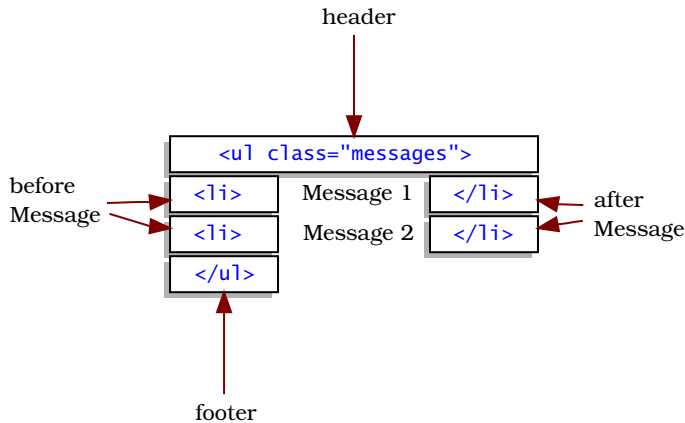 header
<ul class="messages">
before
Message
<li> Message 1 </li>
after
Message
<li> Message 2 </li>
</ul>
footer